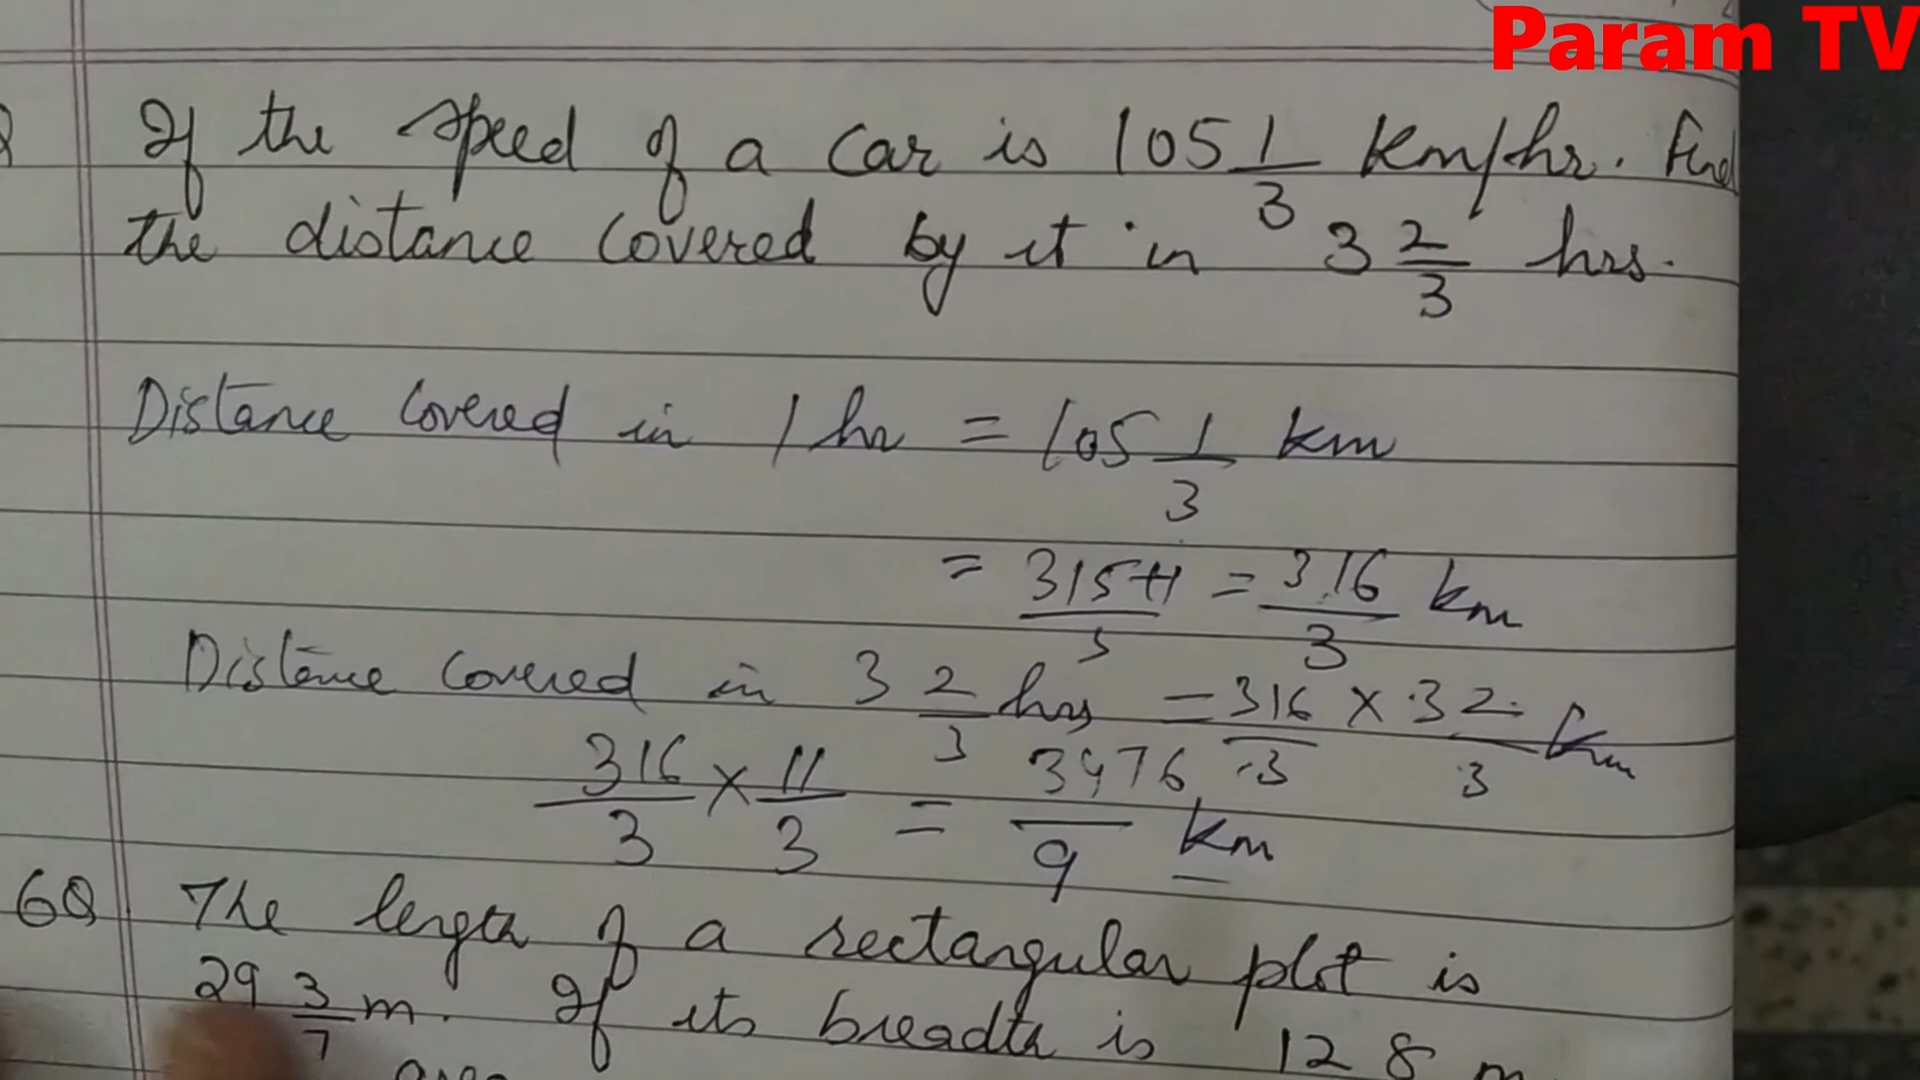 Param TV
If the speed of a car is 105 1/3 km/hr. Find
the distance covered by it in 3 2/3 hrs.
Distance covered in 1 hr = 105 1/3 km
= 315+1/3 = 316/3 km
Distance covered in 3 2/3 hrs = 316/3 × 3 2/3 km
316/3 × 11/3 = 3476/9 km
6Q The length of a rectangular plot is
29 3/7 m. If its breadth is 12 8 m
area